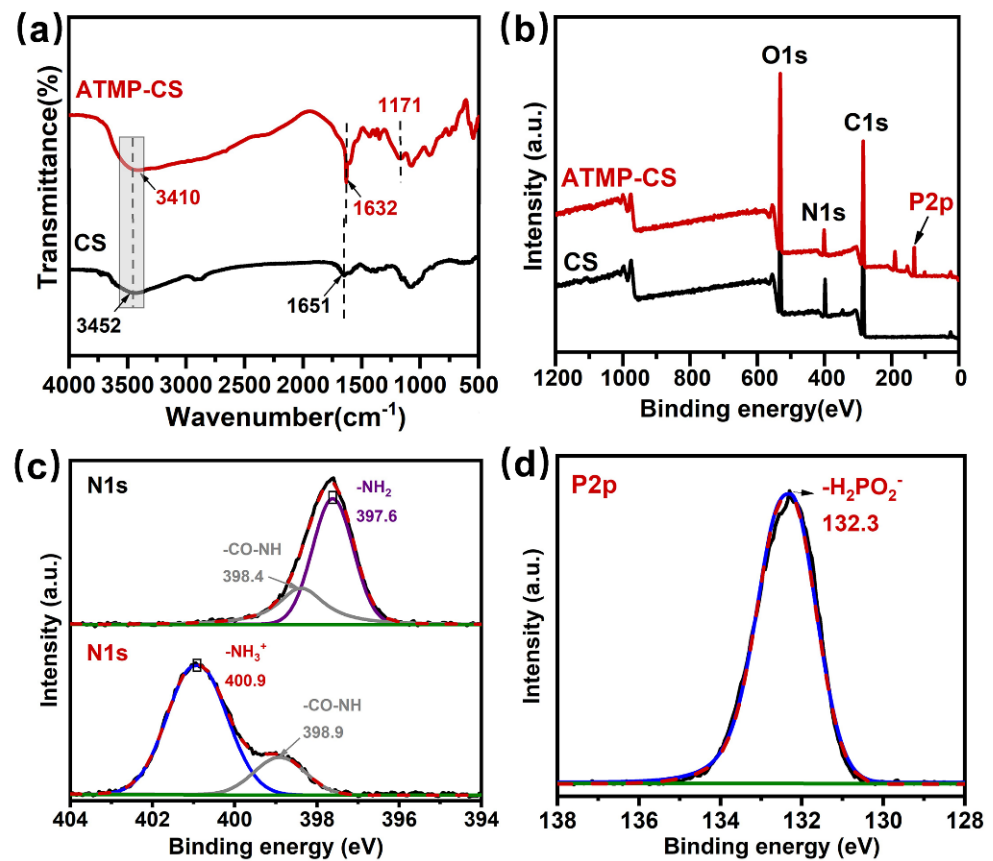 (a)
Transmittance(%)
ATMP-CS
1171
3410
1632
CS
3452
1651
4000 3500 3000 2500 2000 1500 1000 500
Wavenumber(cm⁻¹)
(b)
Intensity (a.u.)
O1s
C1s
ATMP-CS
N1s
P2p
CS
1200 1000 800 600 400 200 0
Binding energy(eV)
(c)
Intensity (a.u.)
N1s
-NH₂
397.6
-CO-NH
398.4
N1s
-NH₃⁺
400.9
-CO-NH
398.9
404 402 400 398 396 394
Binding energy (eV)
(d)
Intensity (a.u.)
P2p
-H₂PO₂⁻
132.3
138 136 134 132 130 128
Binding energy (eV)